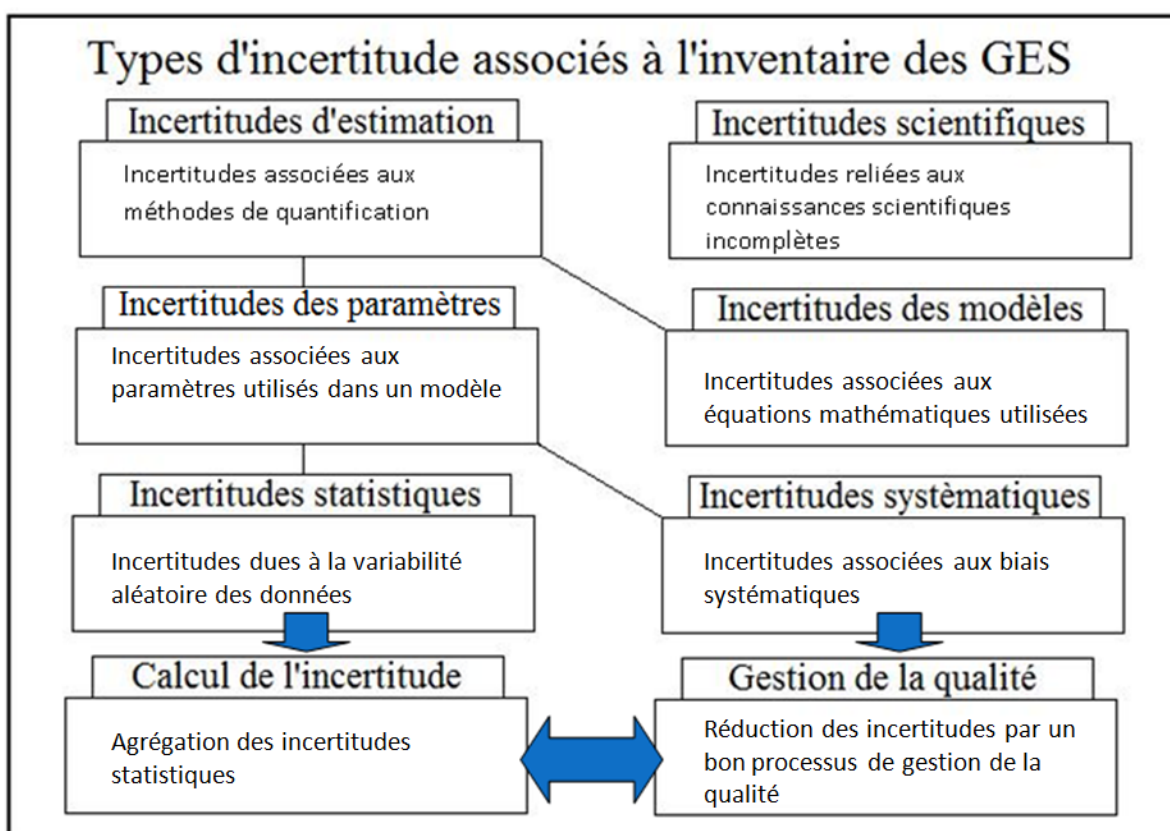 Types d'incertitude associés à l'inventaire des GES
Incertitudes d'estimation
Incertitudes associées aux
méthodes de quantification
Incertitudes scientifiques
Incertitudes reliées aux
connaissances scientifiques
incomplètes
Incertitudes des paramètres
Incertitudes associées aux
paramètres utilisés dans un modèle
Incertitudes des modèles
Incertitudes associées aux
équations mathématiques utilisées
Incertitudes statistiques
Incertitudes dues à la variabilité
aléatoire des données
Incertitudes systèmatiques
Incertitudes associées aux biais
systématiques
Calcul de l'incertitude
Agrégation des incertitudes
statistiques
Gestion de la qualité
Réduction des incertitudes par un
bon processus de gestion de la
qualité